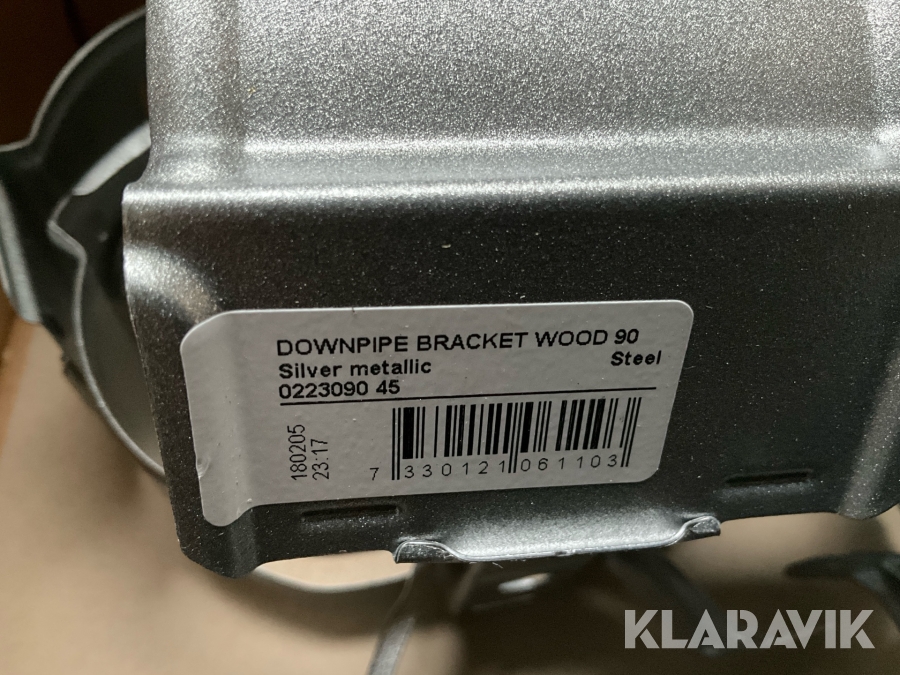 DOWNPIPE BRACKET WOOD 90
Silver metallic Steel
0223090 45
180205
23:17
7 330121 061103
KLARAVIK